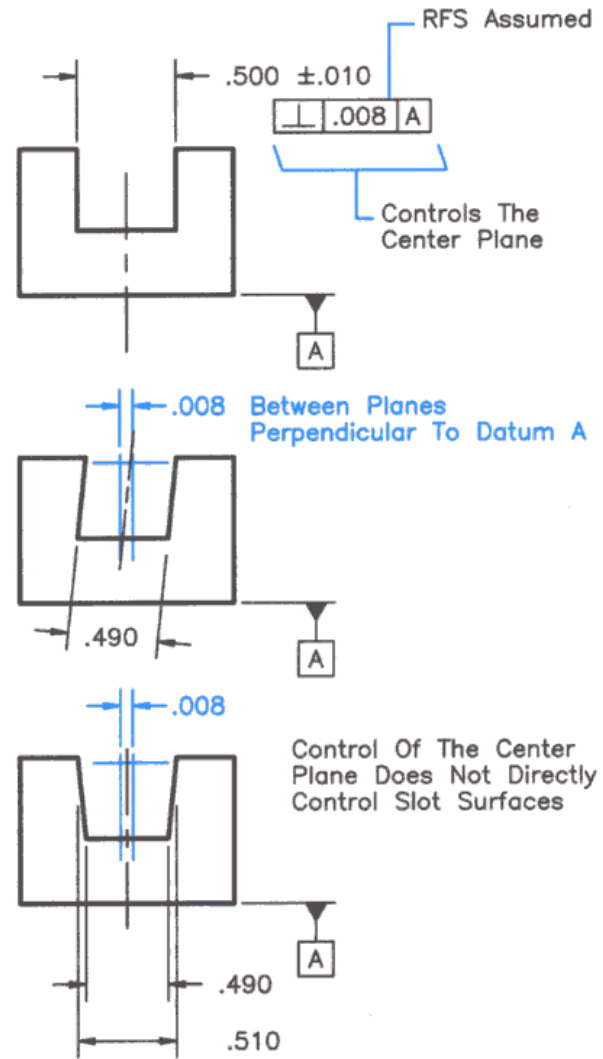 RFS Assumed
.500 ±.010
⊥ .008 A
Controls The
Center Plane
A
.008 Between Planes
Perpendicular To Datum A
.490
A
.008
Control Of The Center
Plane Does Not Directly
Control Slot Surfaces
A
.490
.510